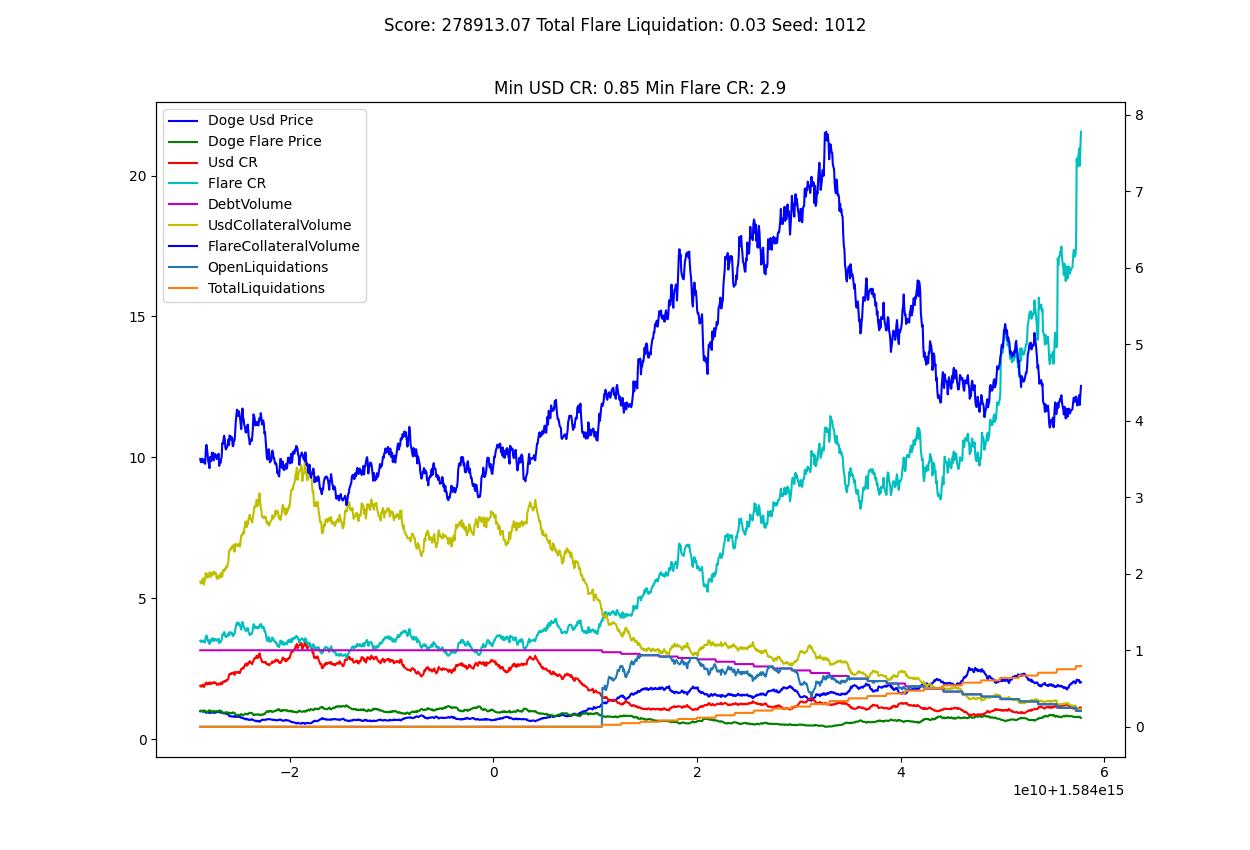 Score: 278913.07 Total Flare Liquidation: 0.03 Seed: 1012
Min USD CR: 0.85 Min Flare CR: 2.9
Doge Usd Price
Doge Flare Price
Usd CR
Flare CR
DebtVolume
UsdCollateralVolume
FlareCollateralVolume
OpenLiquidations
TotalLiquidations
20
15
10
5
0
8
7
6
5
4
3
2
1
0
−2
0
2
4
6
1e10+1.584e15